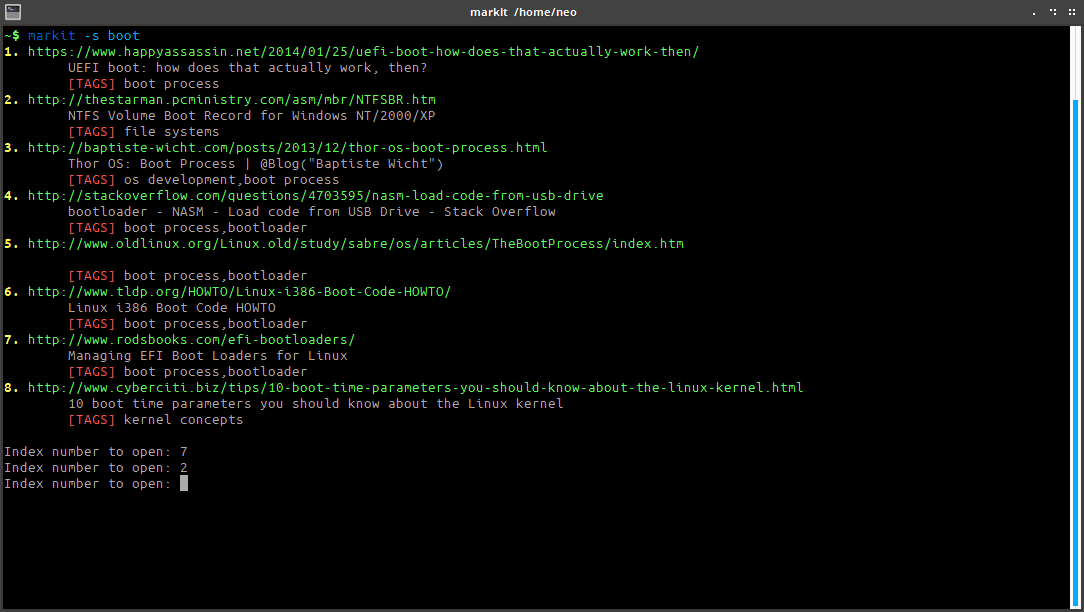 markit /home/neo
~$ markit -s boot
1. https://www.happyassassin.net/2014/01/25/uefi-boot-how-does-that-actually-work-then/
UEFI boot: how does that actually work, then?
[TAGS] boot process
2. http://thestarman.pcministry.com/asm/mbr/NTFSBR.htm
NTFS Volume Boot Record for Windows NT/2000/XP
[TAGS] file systems
3. http://baptiste-wicht.com/posts/2013/12/thor-os-boot-process.html
Thor OS: Boot Process | @Blog("Baptiste Wicht")
[TAGS] os development,boot process
4. http://stackoverflow.com/questions/4703595/nasm-load-code-from-usb-drive
bootloader - NASM - Load code from USB Drive - Stack Overflow
[TAGS] boot process,bootloader
5. http://www.oldlinux.org/Linux.old/study/sabre/os/articles/TheBootProcess/index.htm
[TAGS] boot process,bootloader
6. http://www.tldp.org/HOWTO/Linux-i386-Boot-Code-HOWTO/
Linux i386 Boot Code HOWTO
[TAGS] boot process,bootloader
7. http://www.rodsbooks.com/efi-bootloaders/
Managing EFI Boot Loaders for Linux
[TAGS] boot process,bootloader
8. http://www.cyberciti.biz/tips/10-boot-time-parameters-you-should-know-about-the-linux-kernel.html
10 boot time parameters you should know about the Linux kernel
[TAGS] kernel concepts
Index number to open: 7
Index number to open: 2
Index number to open: